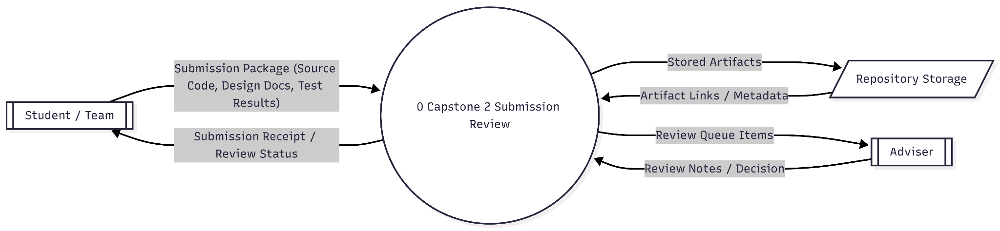 Submission Package (Source
Code, Design Docs, Test
Results)
Student / Team
Submission Receipt /
Review Status
0 Capstone 2 Submission
Review
Stored Artifacts
Repository Storage
Artifact Links / Metadata
Review Queue Items
Adviser
Review Notes / Decision